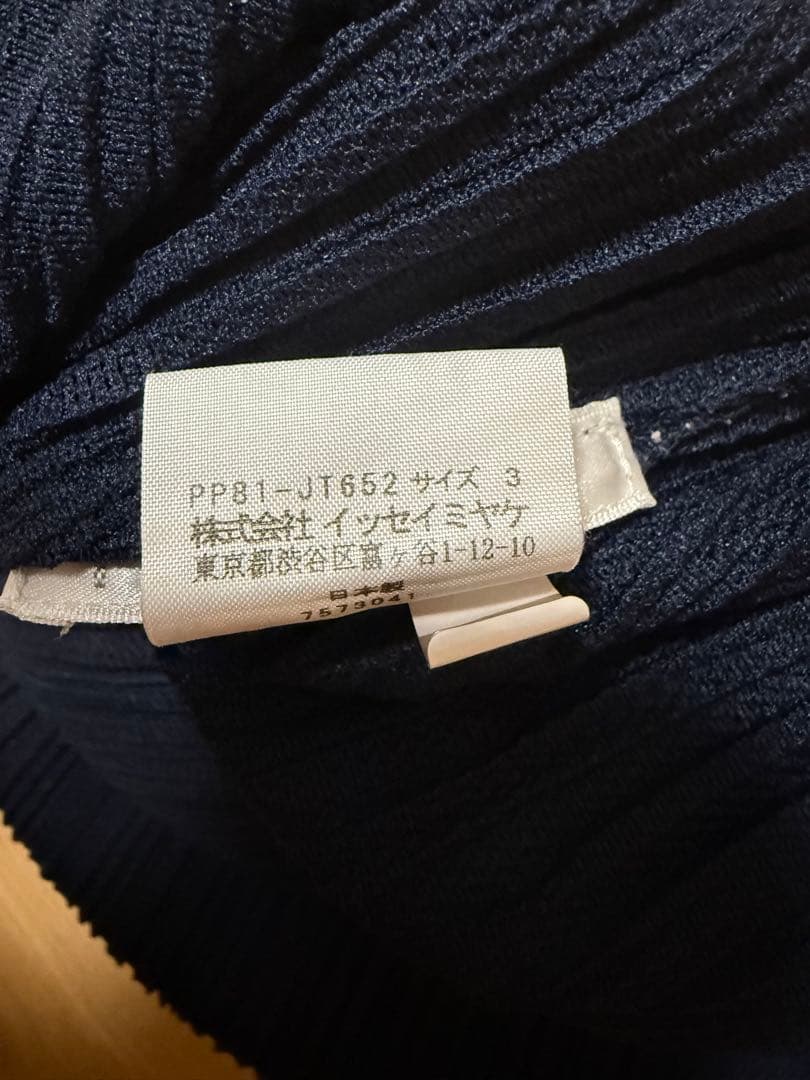 PP81-JT652 サイズ 3
株式会社 イッセイミヤケ
東京都渋谷区富ヶ谷1-12-10
日本製
7573041